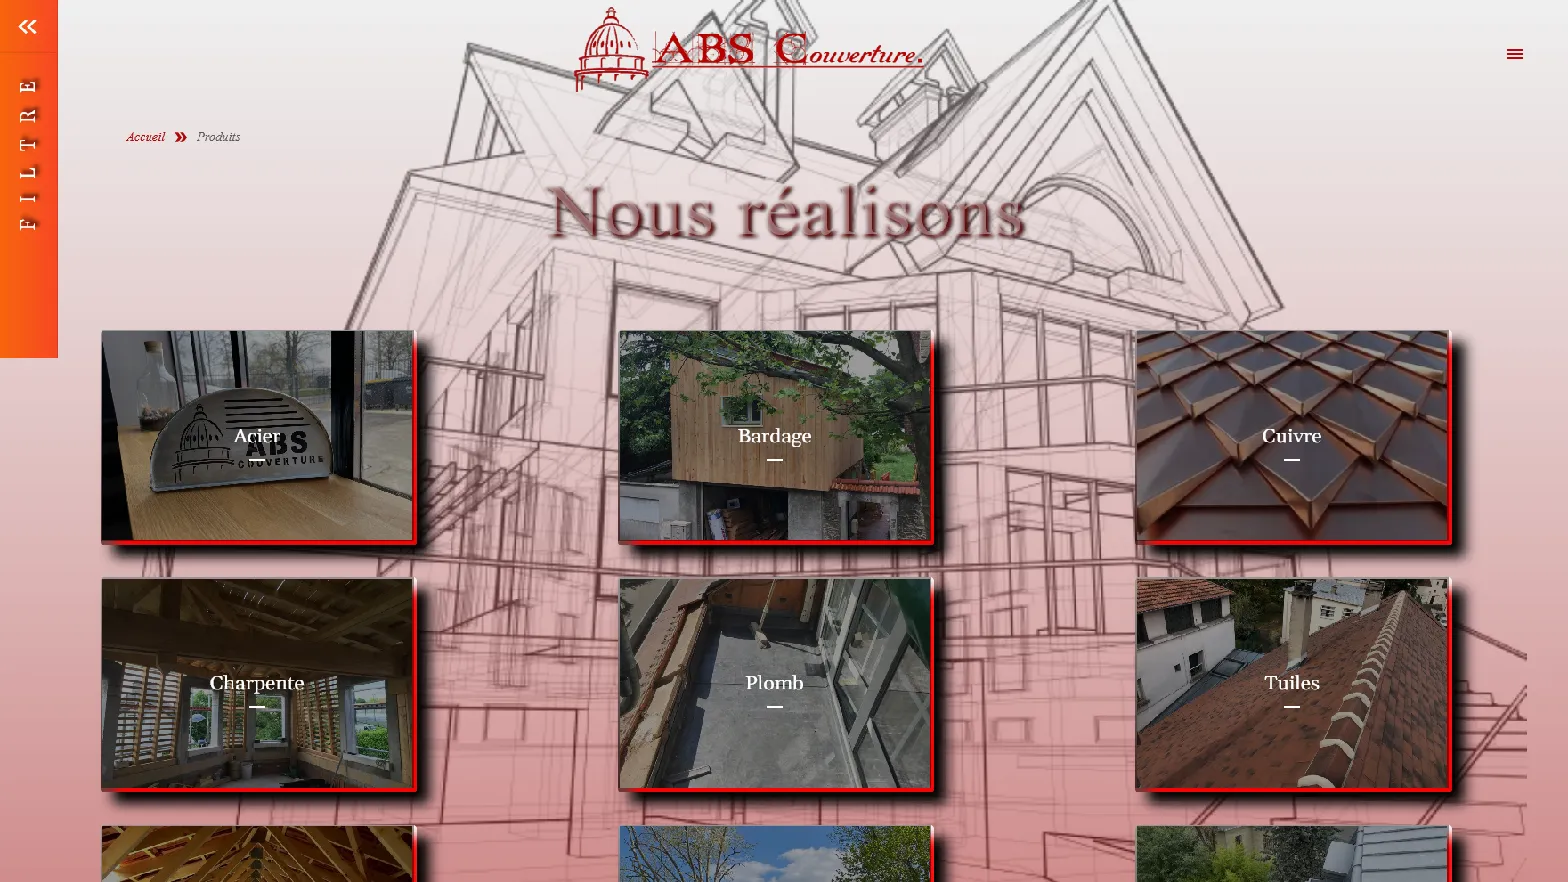 ABS Couverture.
FILTRE
Accueil » Produits
Nous réalisons
Acier
ABS
COUVERTURE
Bardage
Cuivre
Charpente
Plomb
Tuiles